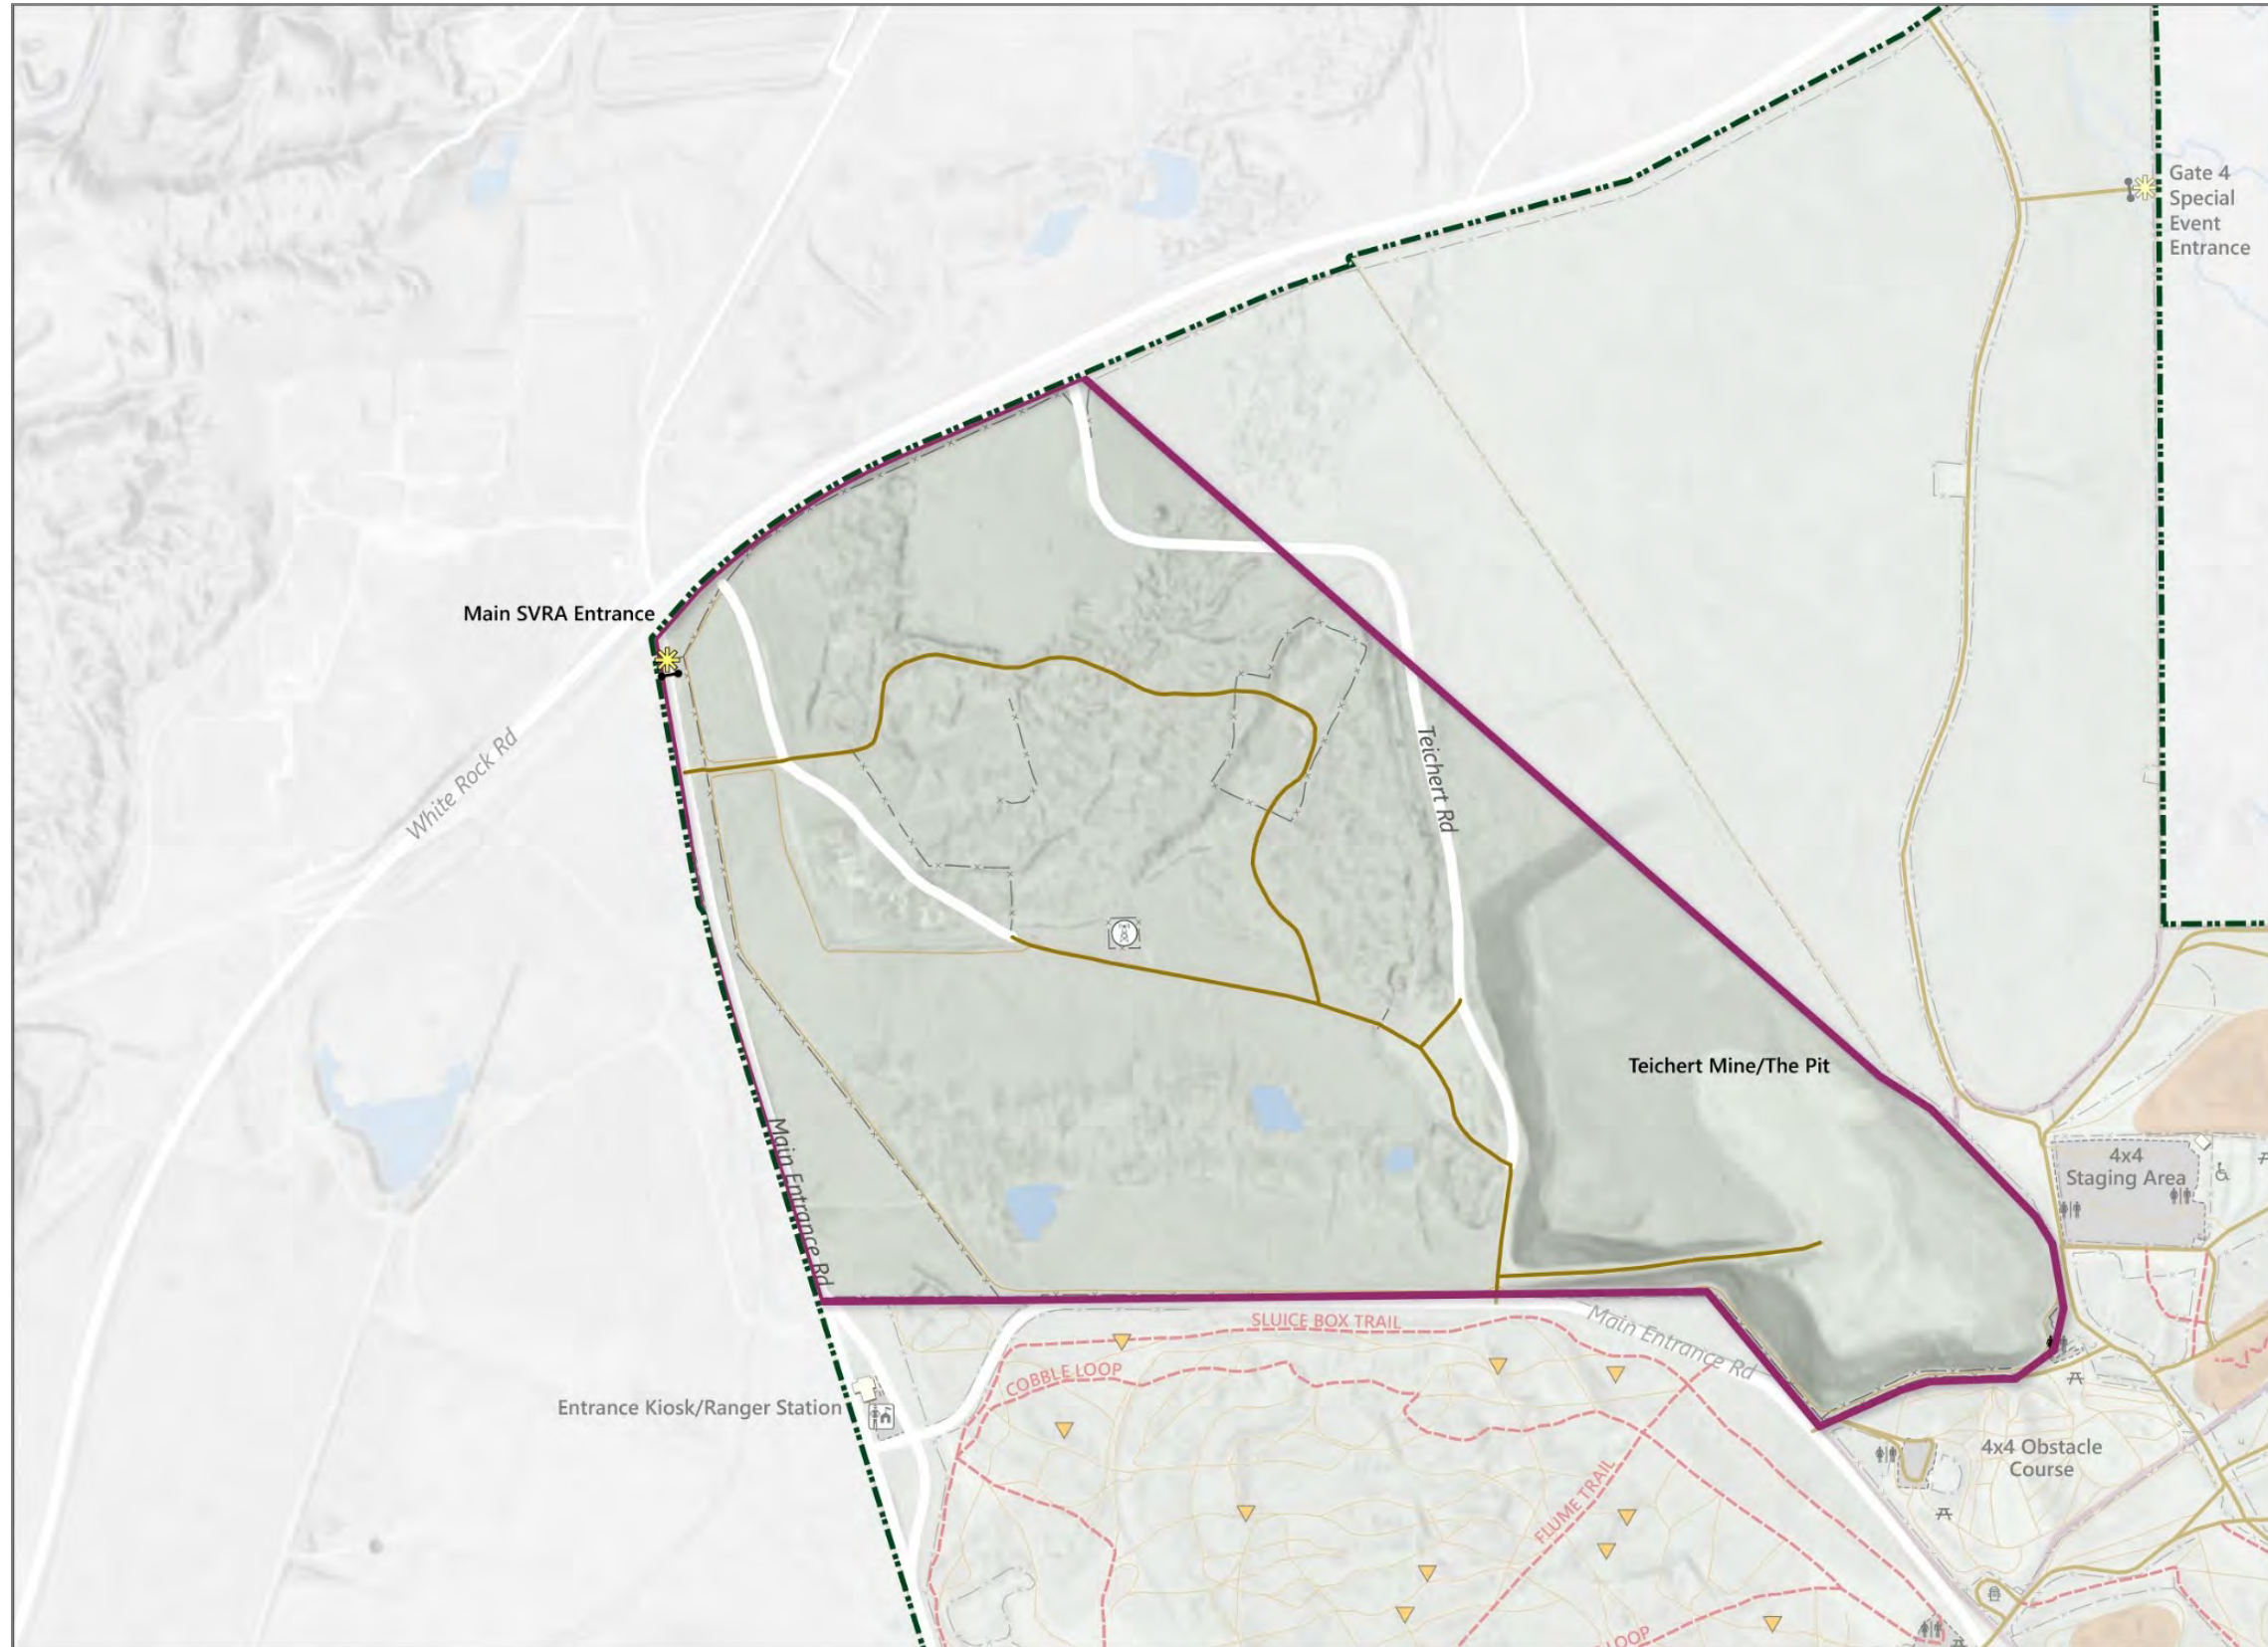 Gate 4
Special
Event
Entrance
Main SVRA Entrance
White Rock Rd
Teichert Rd
Teichert Mine/The Pit
Main Entrance Rd
4x4
Staging Area
SLUICE BOX TRAIL
Main Entrance Rd
COBBLE LOOP
Entrance Kiosk/Ranger Station
4x4 Obstacle
Course
FLUME TRAIL
LOOP